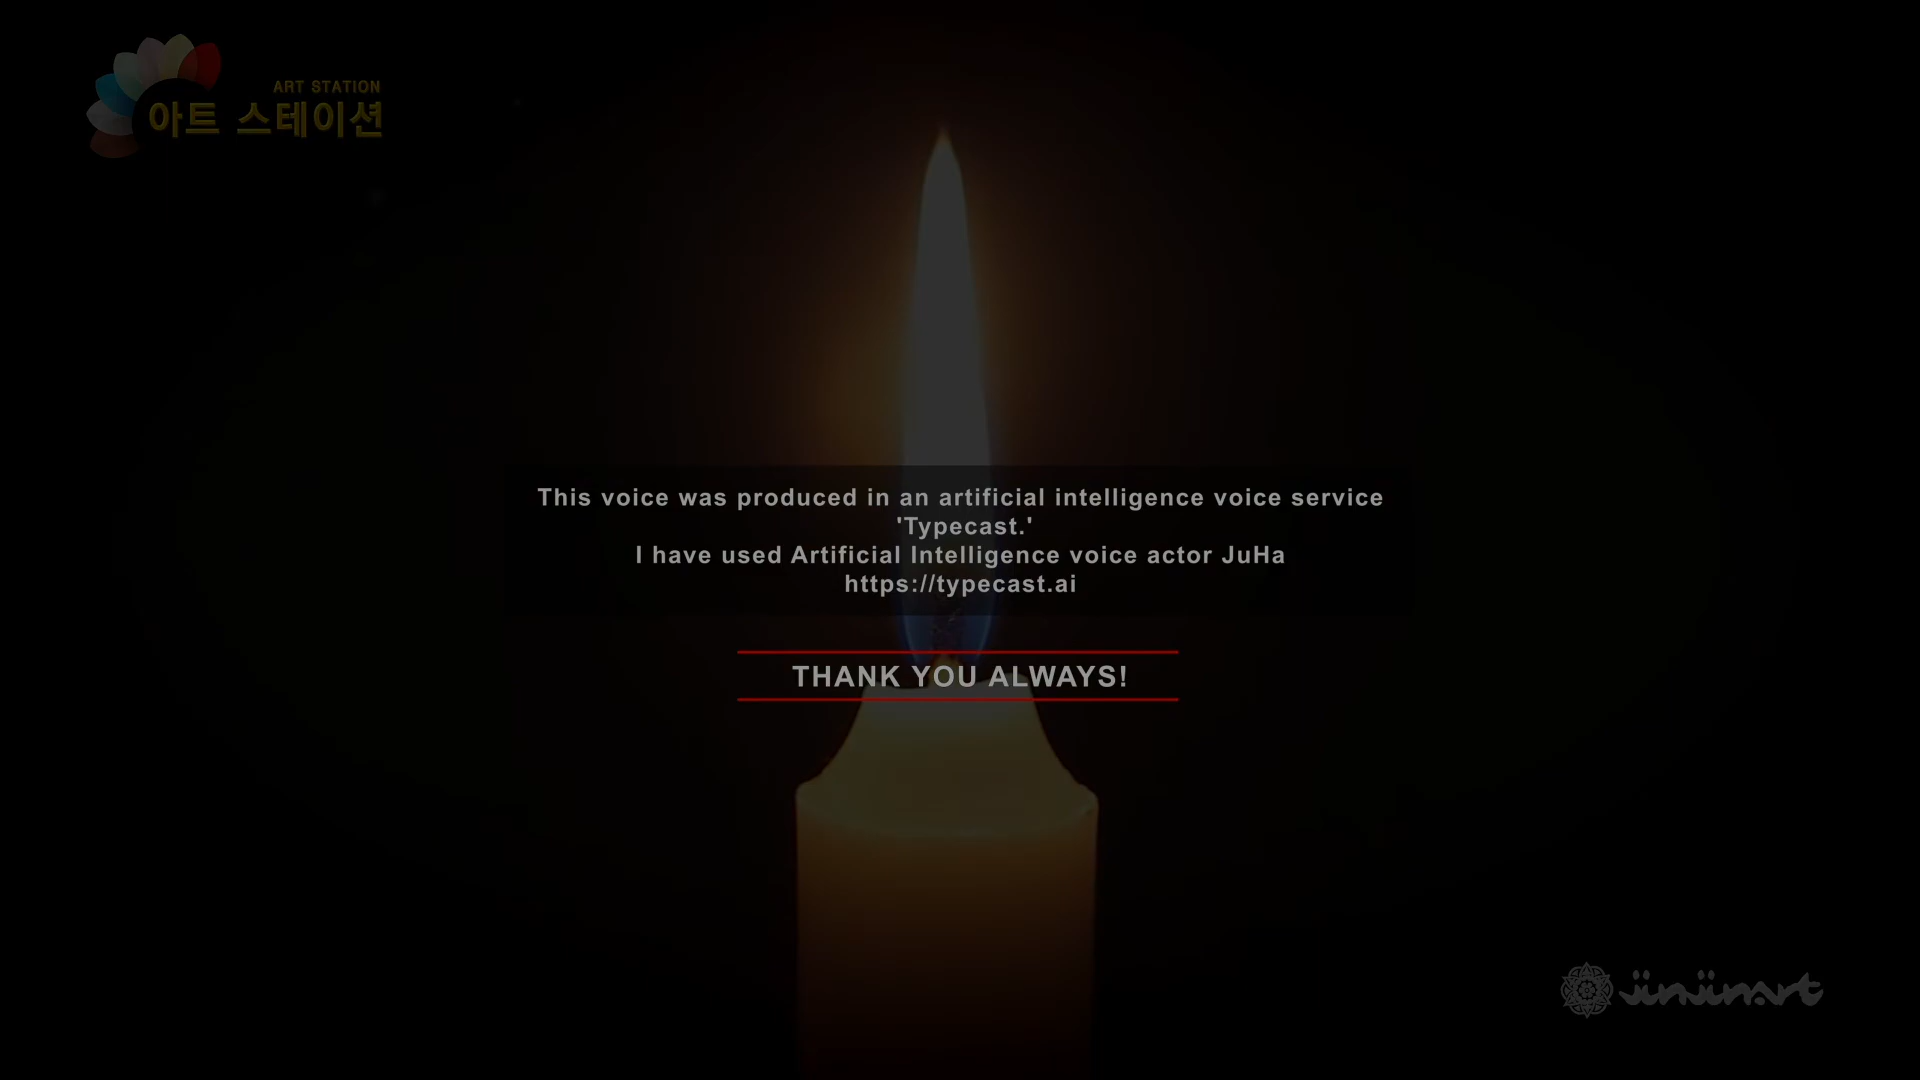 ART STATION
아트 스테이션
This voice was produced in an artificial intelligence voice service
'Typecast.'
I have used Artificial Intelligence voice actor JuHa
https://typecast.ai
THANK YOU ALWAYS!
jinjinart